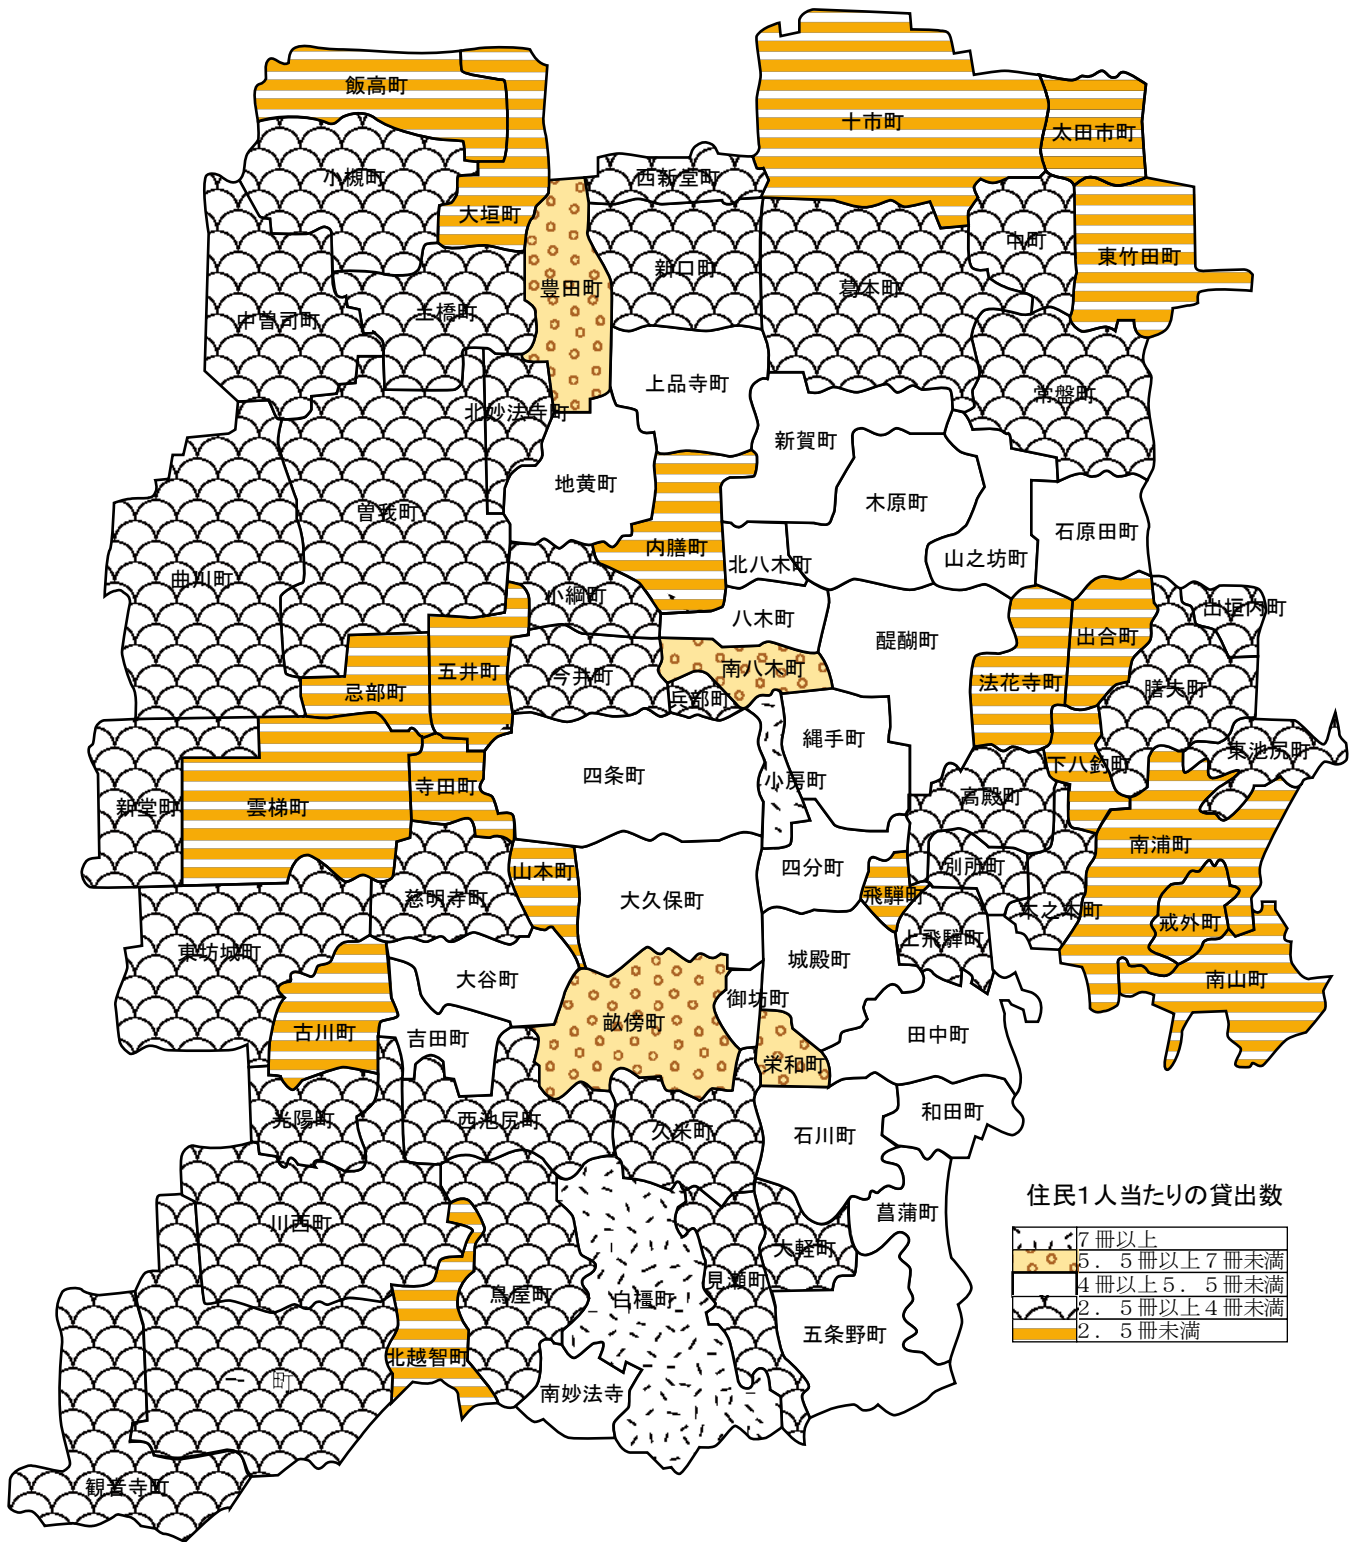 飯高町
十市町
太田市町
小槻町
西新堂町
大垣町
中町
東竹田町
新口町
豊田町
葛本町
土橋町
中曽司町
上品寺町
常盤町
北妙法寺町
新賀町
地黄町
木原町
曽我町
石原田町
内膳町
山之坊町
北八木町
曲川町
小綱町
出垣内町
八木町
出合町
醍醐町
南八木町
五井町
今井町
法花寺町
膳夫町
忌部町
兵部町
縄手町
東池尻町
下八釣町
四条町
小房町
寺田町
高殿町
新堂町
雲梯町
南浦町
四分町
別所町
山本町
飛騨町
慈明寺町
大久保町
木之本町
戒外町
上飛騨町
東坊城町
城殿町
大谷町
南山町
御坊町
畝傍町
古川町
吉田町
田中町
栄和町
和田町
光陽町
西池尻町
久米町
石川町
川西町
菖蒲町
大軽町
見瀬町
鳥屋町
白橿町
五条野町
北越智町
一 町
南妙法寺
観音寺町
住民１人当たりの貸出数
７冊以上
５．５冊以上７冊未満
４冊以上５．５冊未満
２．５冊以上４冊未満
２．５冊未満